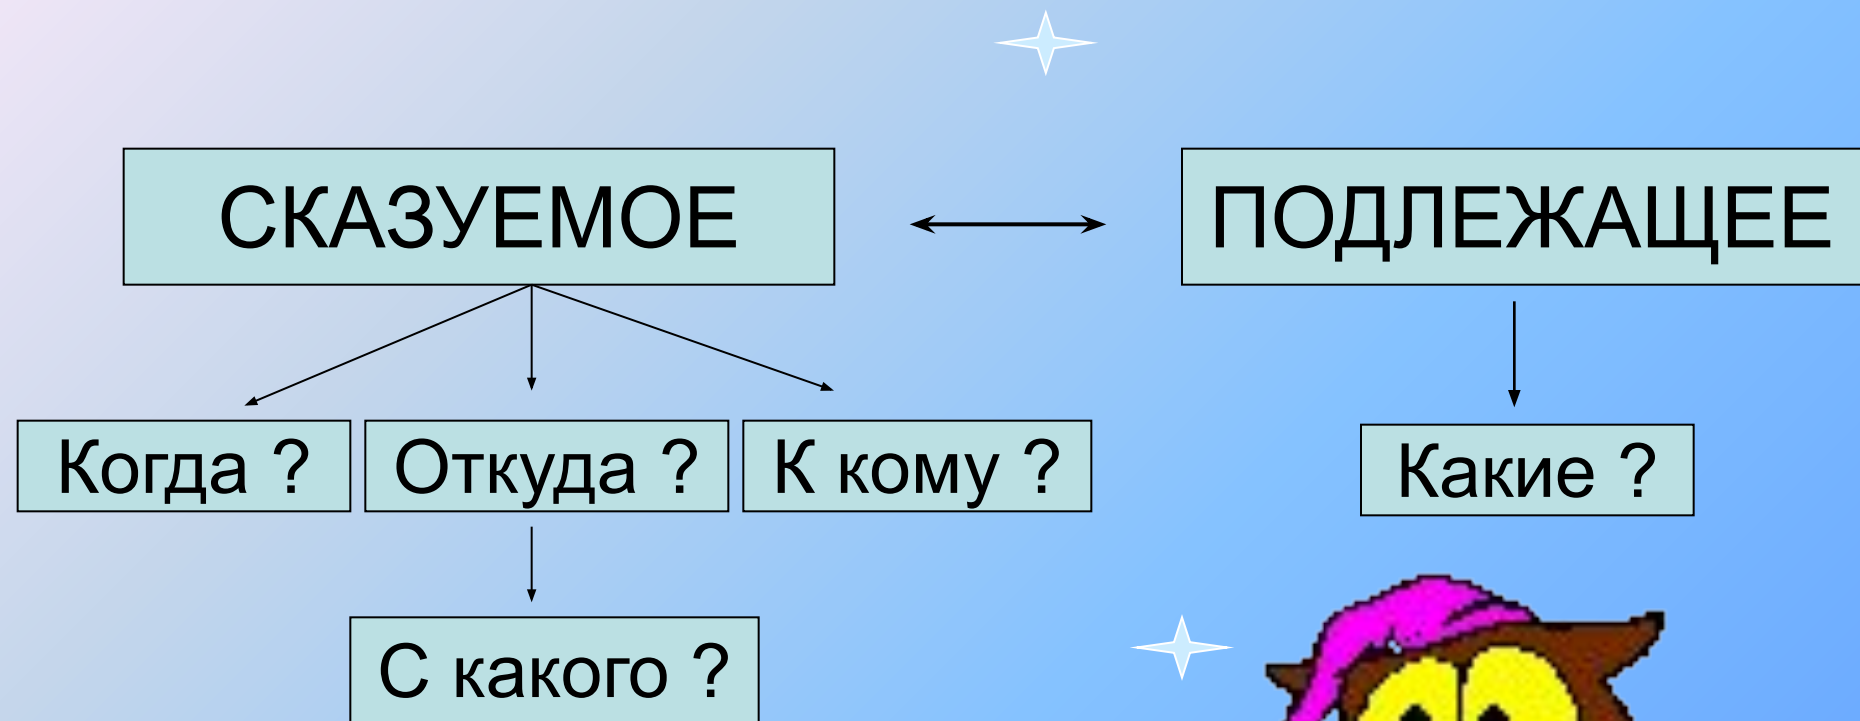 СКАЗУЕМОЕ
ПОДЛЕЖАЩЕЕ
Когда ?
Откуда ?
К кому ?
Какие ?
С какого ?